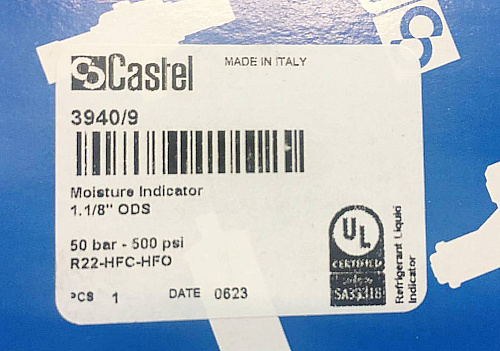 Castel
MADE IN ITALY
3940/9
Moisture Indicator
1.1/8" ODS
50 bar - 500 psi
R22-HFC-HFO
PCS 1 DATE 0623
UL
CERTIFIED
SA33318
Refrigerant Liquid
Indicator